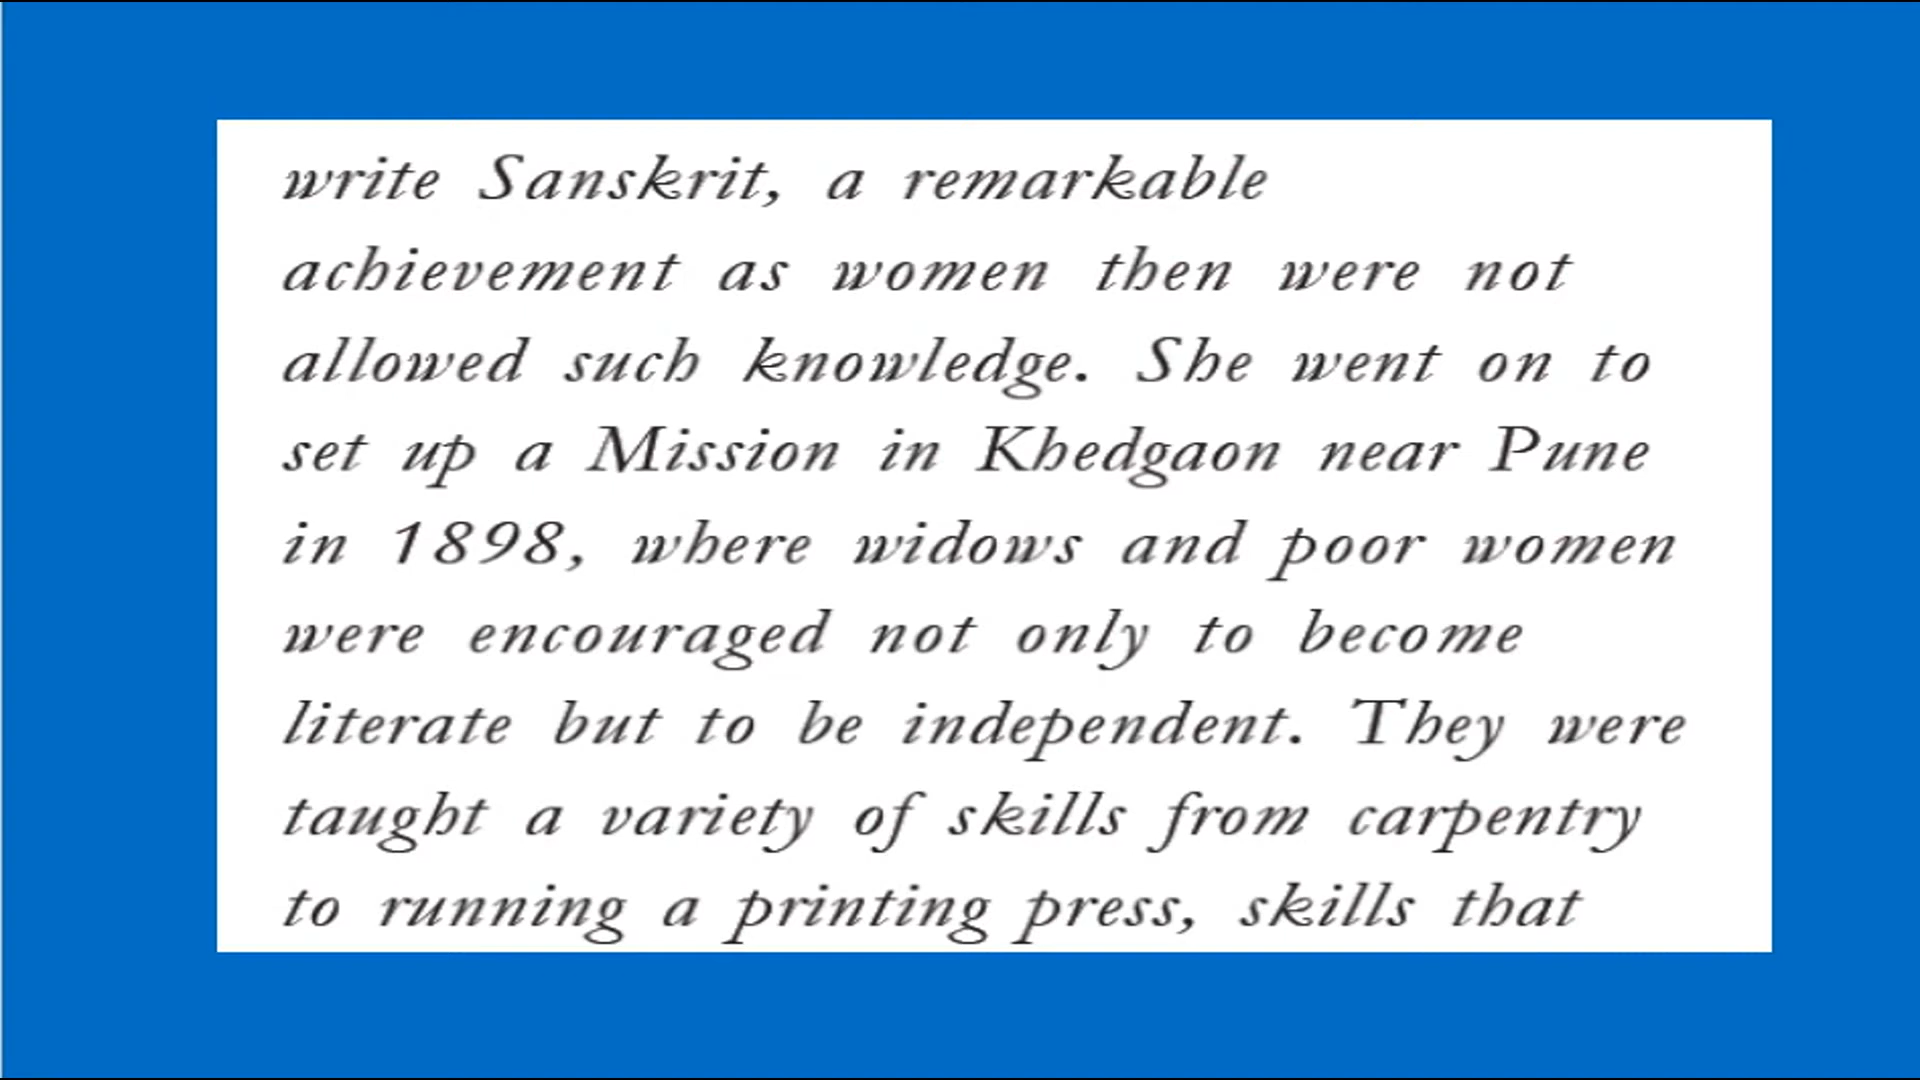 write Sanskrit, a remarkable
achievement as women then were not
allowed such knowledge. She went on to
set up a Mission in Khedgaon near Pune
in 1898, where widows and poor women
were encouraged not only to become
literate but to be independent. They were
taught a variety of skills from carpentry
to running a printing press, skills that